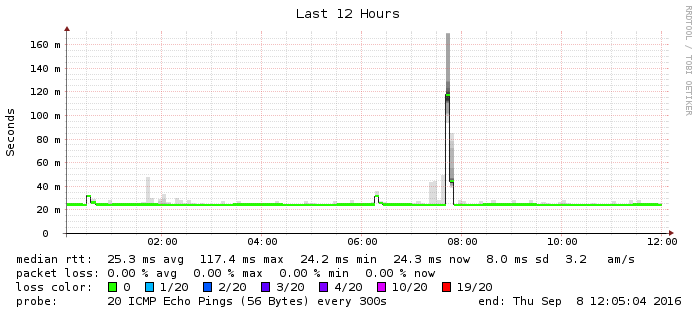 Last 12 Hours
RRDTOOL / TOBI OETIKER
Seconds
160 m
140 m
120 m
100 m
80 m
60 m
40 m
20 m
0
02:00 04:00 06:00 08:00 10:00 12:00
median rtt: 25.3 ms avg 117.4 ms max 24.2 ms min 24.3 ms now 8.0 ms sd 3.2 am/s
packet loss: 0.00 % avg 0.00 % max 0.00 % min 0.00 % now
loss color: 0 1/20 2/20 3/20 4/20 10/20 19/20
probe: 20 ICMP Echo Pings (56 Bytes) every 300s end: Thu Sep 8 12:05:04 2016